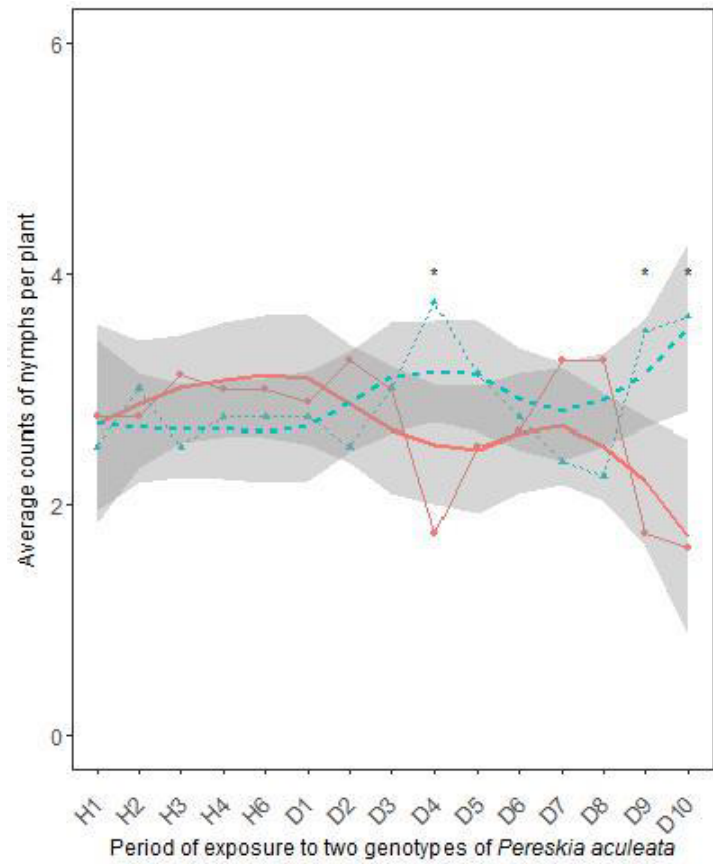 Average counts of nymphs per plant
6
4
2
0
* * *
H1 H2 H3 H4 H6 D1 D2 D3 D4 D5 D6 D7 D8 D9 D10
Period of exposure to two genotypes of Pereskia aculeata